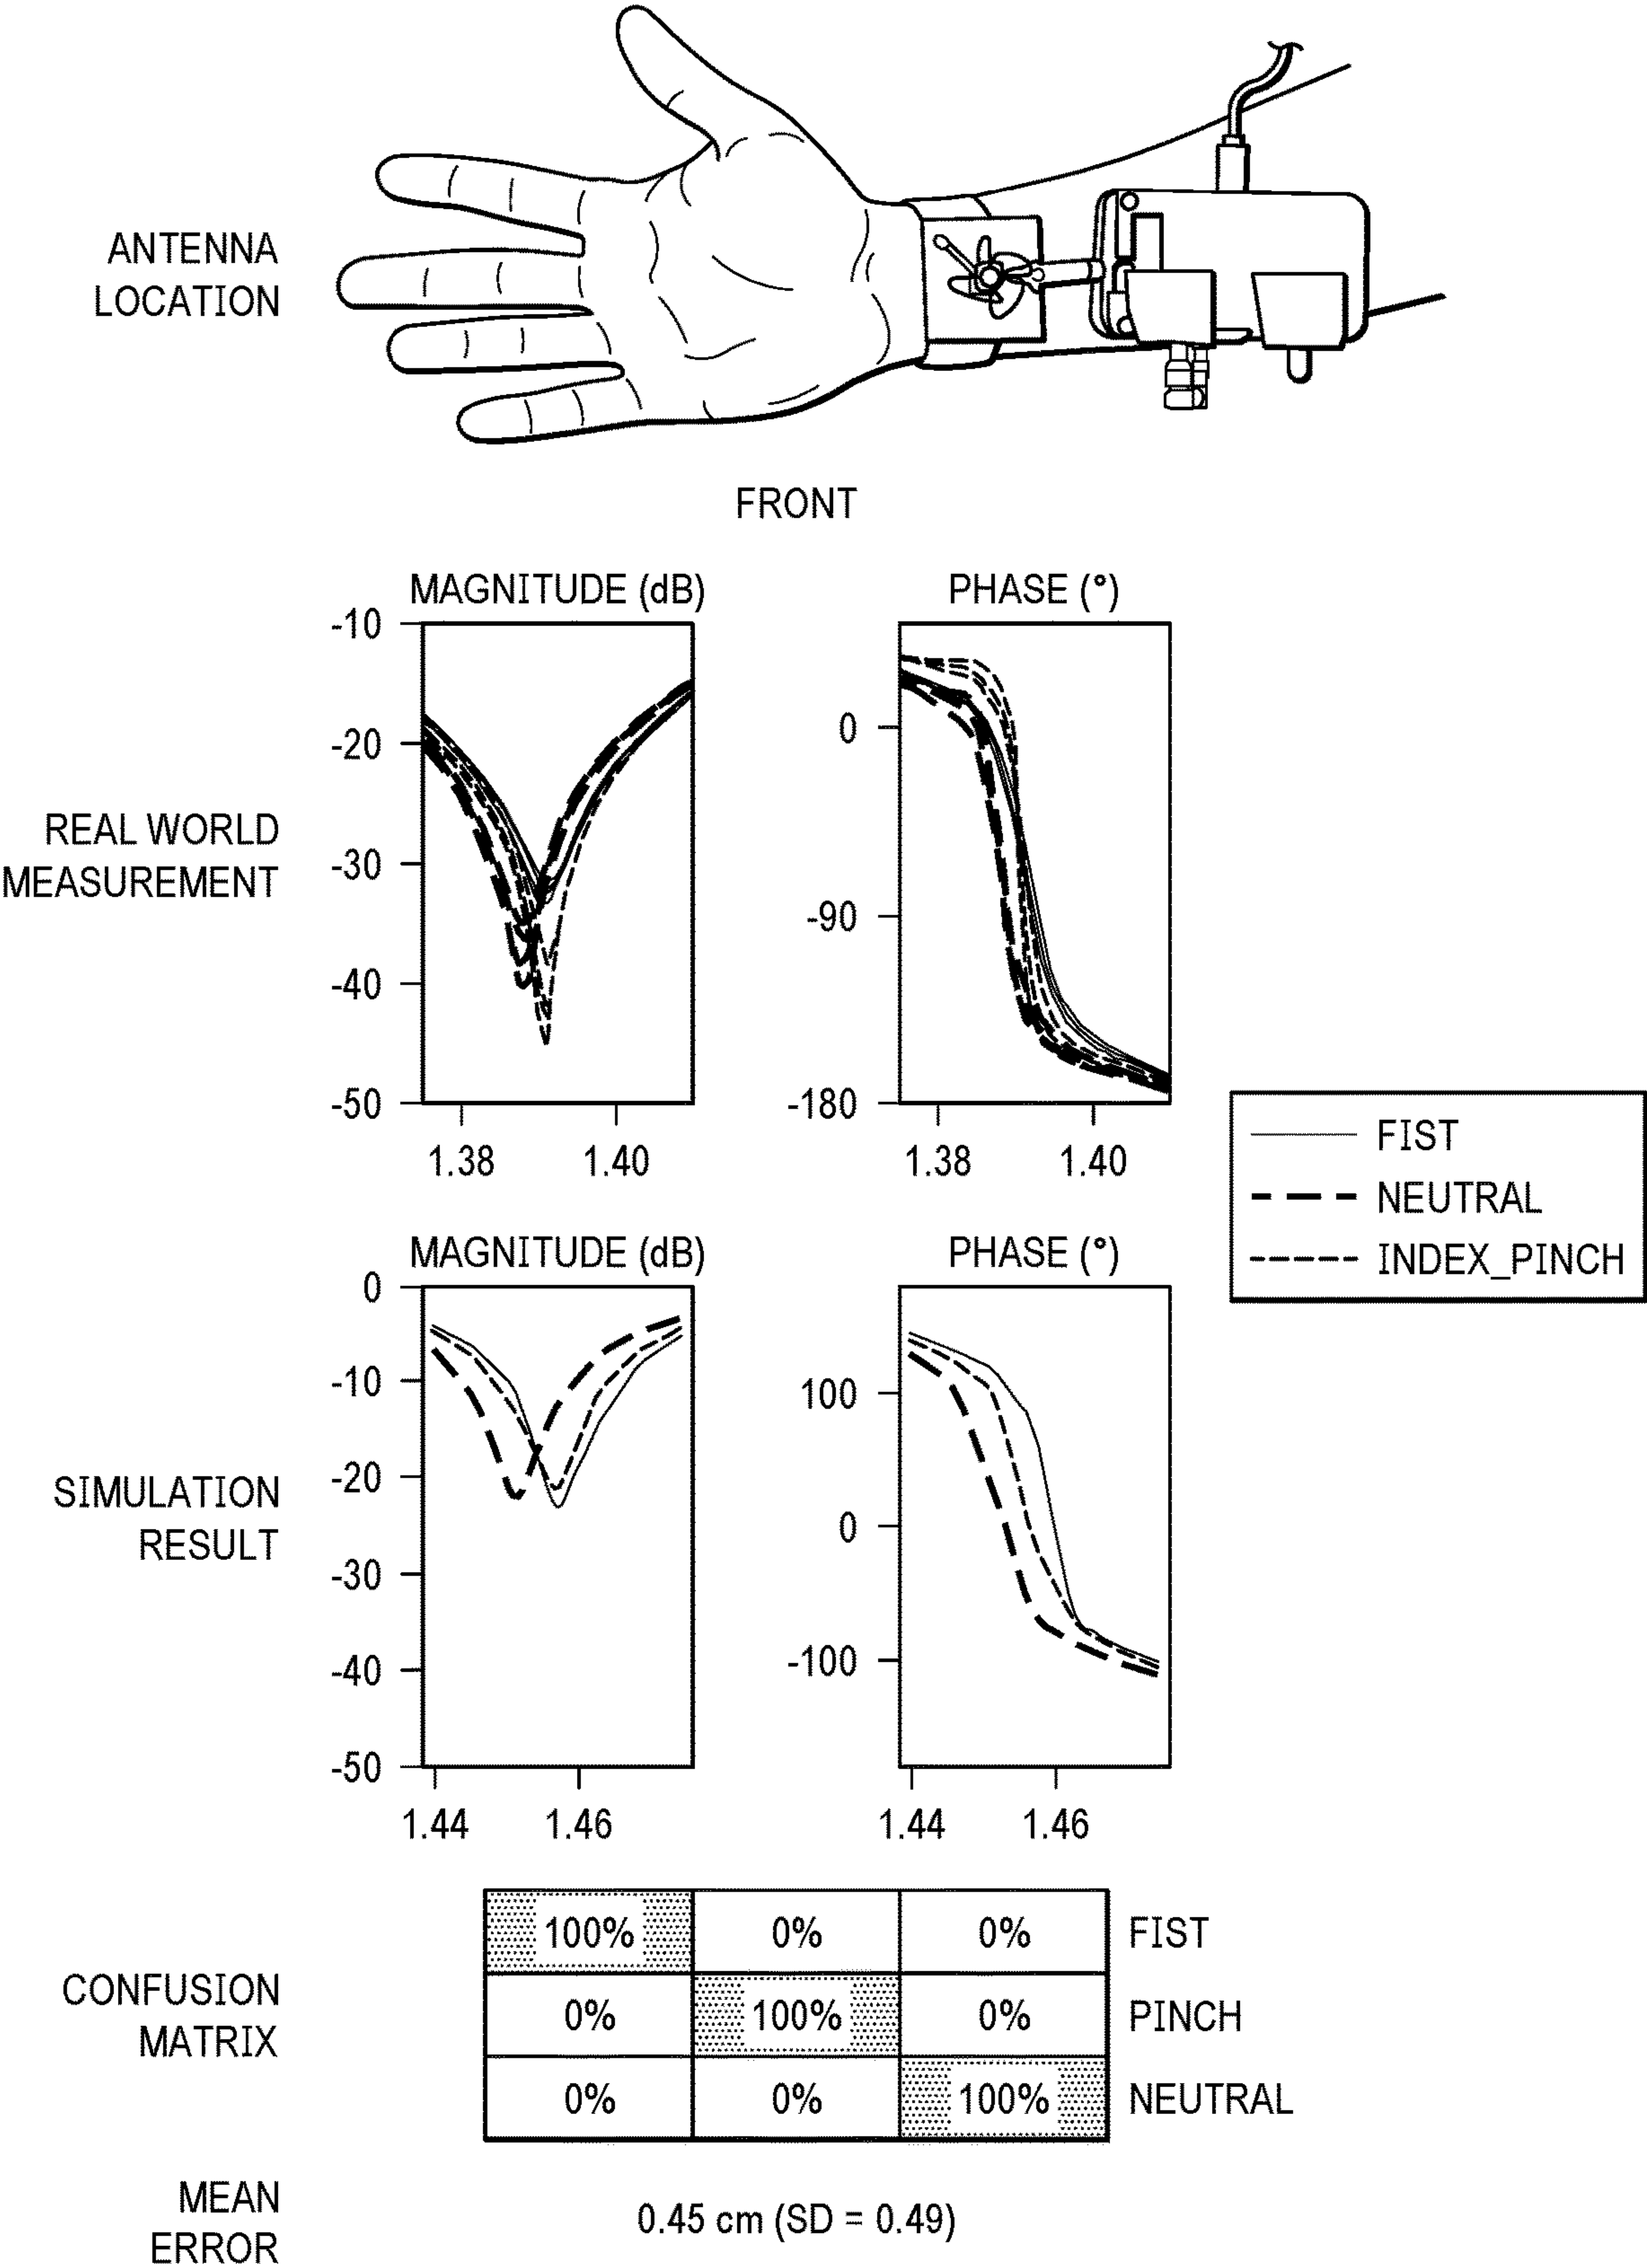 ANTENNA
LOCATION
FRONT
MAGNITUDE (dB)
PHASE (°)
-10
-20
-30
-40
-50
0
-90
-180
REAL WORLD
MEASUREMENT
1.38
1.40
1.38
1.40
FIST
NEUTRAL
INDEX_PINCH
MAGNITUDE (dB)
PHASE (°)
0
-10
-20
-30
-40
-50
100
0
-100
SIMULATION
RESULT
1.44
1.46
1.44
1.46
CONFUSION
MATRIX
100% 0% 0% FIST
0% 100% 0% PINCH
0% 0% 100% NEUTRAL
MEAN
ERROR
0.45 cm (SD = 0.49)